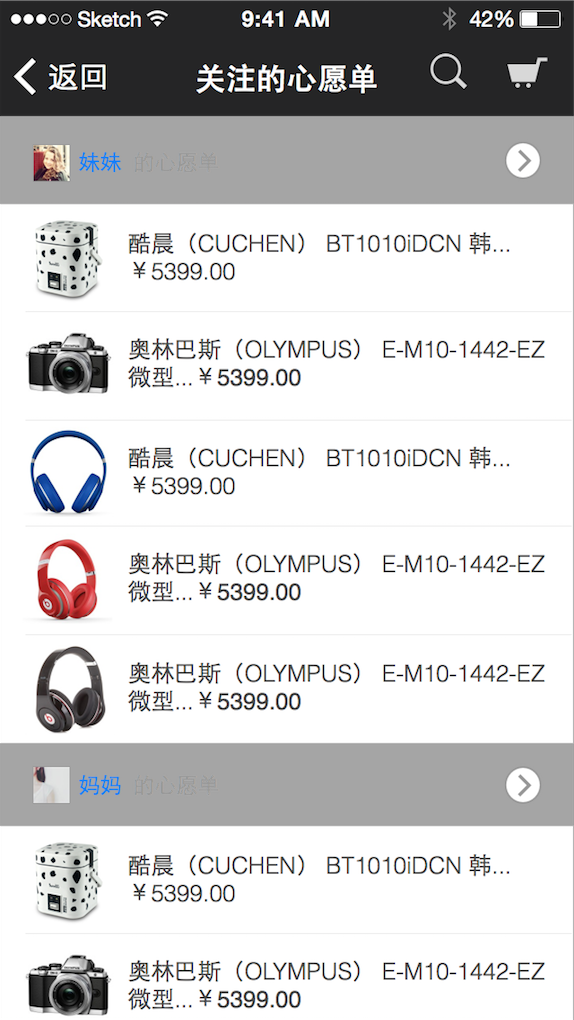 Sketch 9:41 AM 42%
返回 关注的心愿单
妹妹 的心愿单
酷晨（CUCHEN） BT1010iDCN 韩...
￥5399.00
奥林巴斯（OLYMPUS） E-M10-1442-EZ
微型...￥5399.00
酷晨（CUCHEN） BT1010iDCN 韩...
￥5399.00
奥林巴斯（OLYMPUS） E-M10-1442-EZ
微型...￥5399.00
奥林巴斯（OLYMPUS） E-M10-1442-EZ
微型...￥5399.00
妈妈 的心愿单
酷晨（CUCHEN） BT1010iDCN 韩...
￥5399.00
奥林巴斯（OLYMPUS） E-M10-1442-EZ
微型...￥5399.00